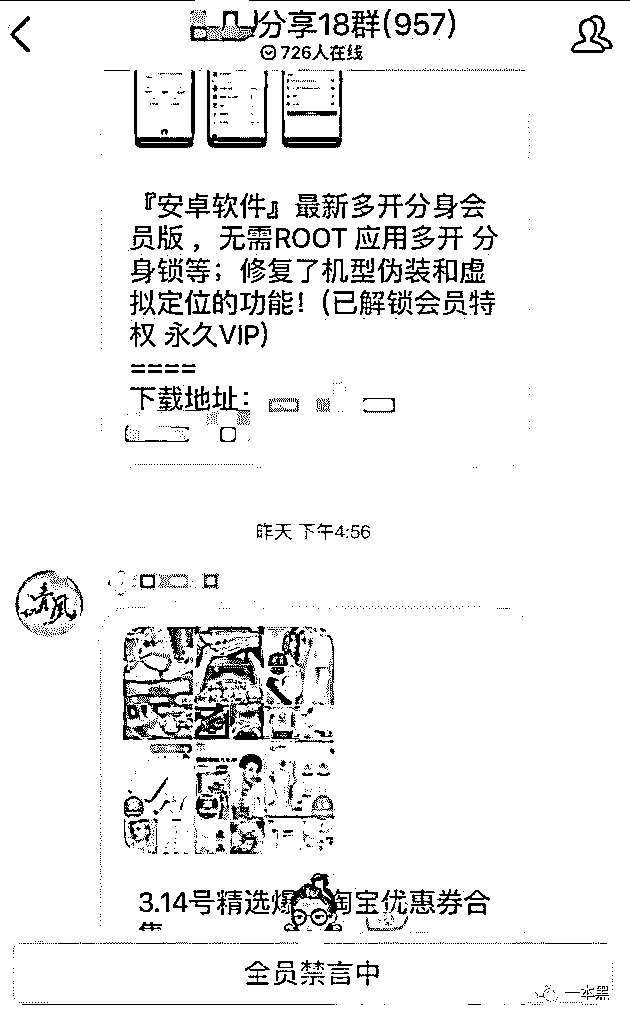 分享18群(957)
726人在线
『安卓软件』最新多开分身会
员版，无需ROOT 应用多开 分
身锁等；修复了机型伪装和虚
拟定位的功能！(已解锁会员特
权 永久VIP)
====
下载地址：
昨天 下午4:56
清风
3.14号精选爆 淘宝优惠券合
集
全员禁言中
一本黑